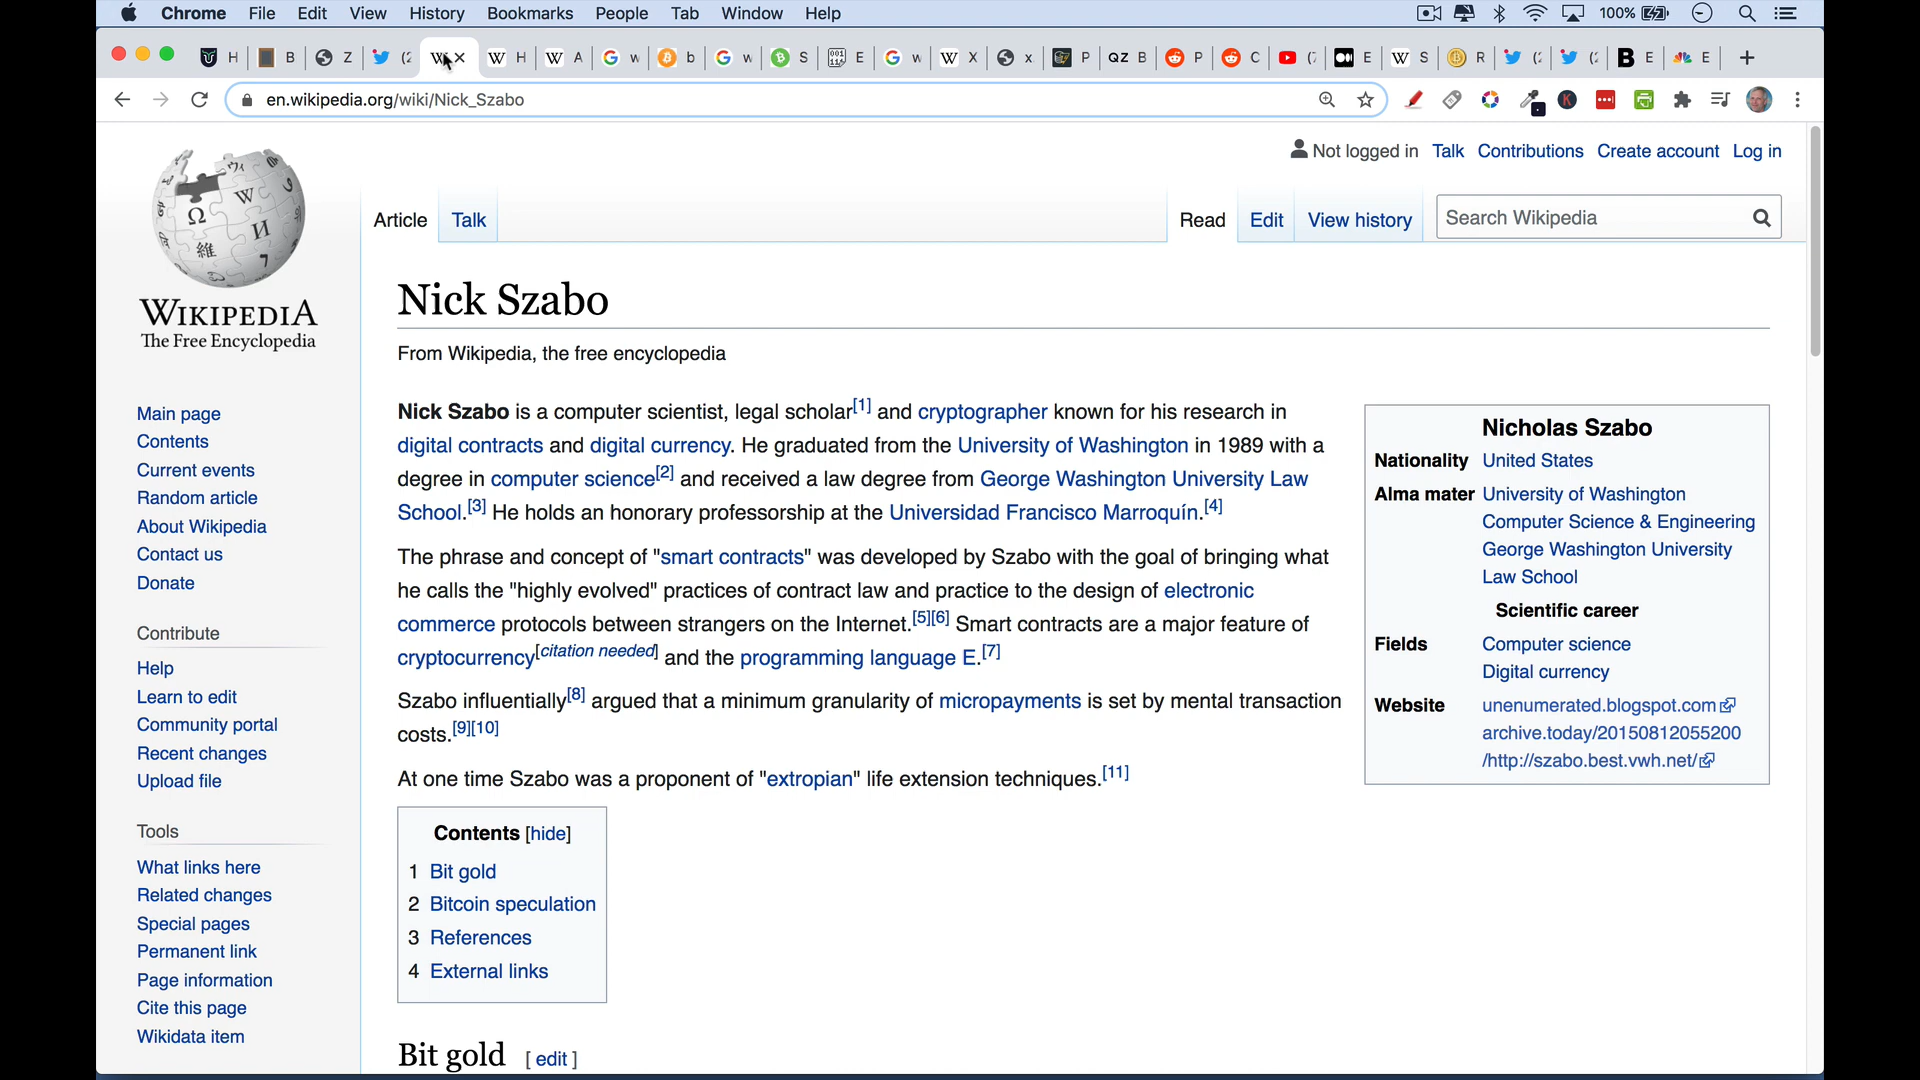 Chrome File Edit View History Bookmarks People Tab Window Help 100%
H B Z (2 W H W A w b w S E w W X x P QZ B P C (7 E W S R (2 (2 B E E
en.wikipedia.org/wiki/Nick_Szabo
Not logged in Talk Contributions Create account Log in
Article Talk Read Edit View history Search Wikipedia
WIKIPEDIA
The Free Encyclopedia
Main page
Contents
Current events
Random article
About Wikipedia
Contact us
Donate
Contribute
Help
Learn to edit
Community portal
Recent changes
Upload file
Tools
What links here
Related changes
Special pages
Permanent link
Page information
Cite this page
Wikidata item
Nick Szabo
From Wikipedia, the free encyclopedia
Nick Szabo is a computer scientist, legal scholar[1] and cryptographer known for his research in
digital contracts and digital currency. He graduated from the University of Washington in 1989 with a
degree in computer science[2] and received a law degree from George Washington University Law
School.[3] He holds an honorary professorship at the Universidad Francisco Marroquín.[4]
The phrase and concept of "smart contracts" was developed by Szabo with the goal of bringing what
he calls the "highly evolved" practices of contract law and practice to the design of electronic
commerce protocols between strangers on the Internet.[5][6] Smart contracts are a major feature of
cryptocurrency[citation needed] and the programming language E.[7]
Szabo influentially[8] argued that a minimum granularity of micropayments is set by mental transaction
costs.[9][10]
At one time Szabo was a proponent of "extropian" life extension techniques.[11]
Nicholas Szabo
Nationality United States
Alma mater University of Washington
Computer Science & Engineering
George Washington University
Law School
Scientific career
Fields Computer science
Digital currency
Website unenumerated.blogspot.com
archive.today/20150812055200
/http://szabo.best.vwh.net/
Contents [hide]
1 Bit gold
2 Bitcoin speculation
3 References
4 External links
Bit gold [ edit ]